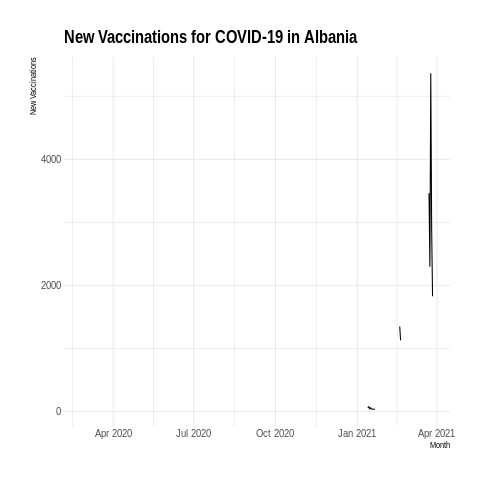 New Vaccinations for COVID-19 in Albania
New Vaccinations
4000
2000
0
Apr 2020 Jul 2020 Oct 2020 Jan 2021 Apr 2021
Month